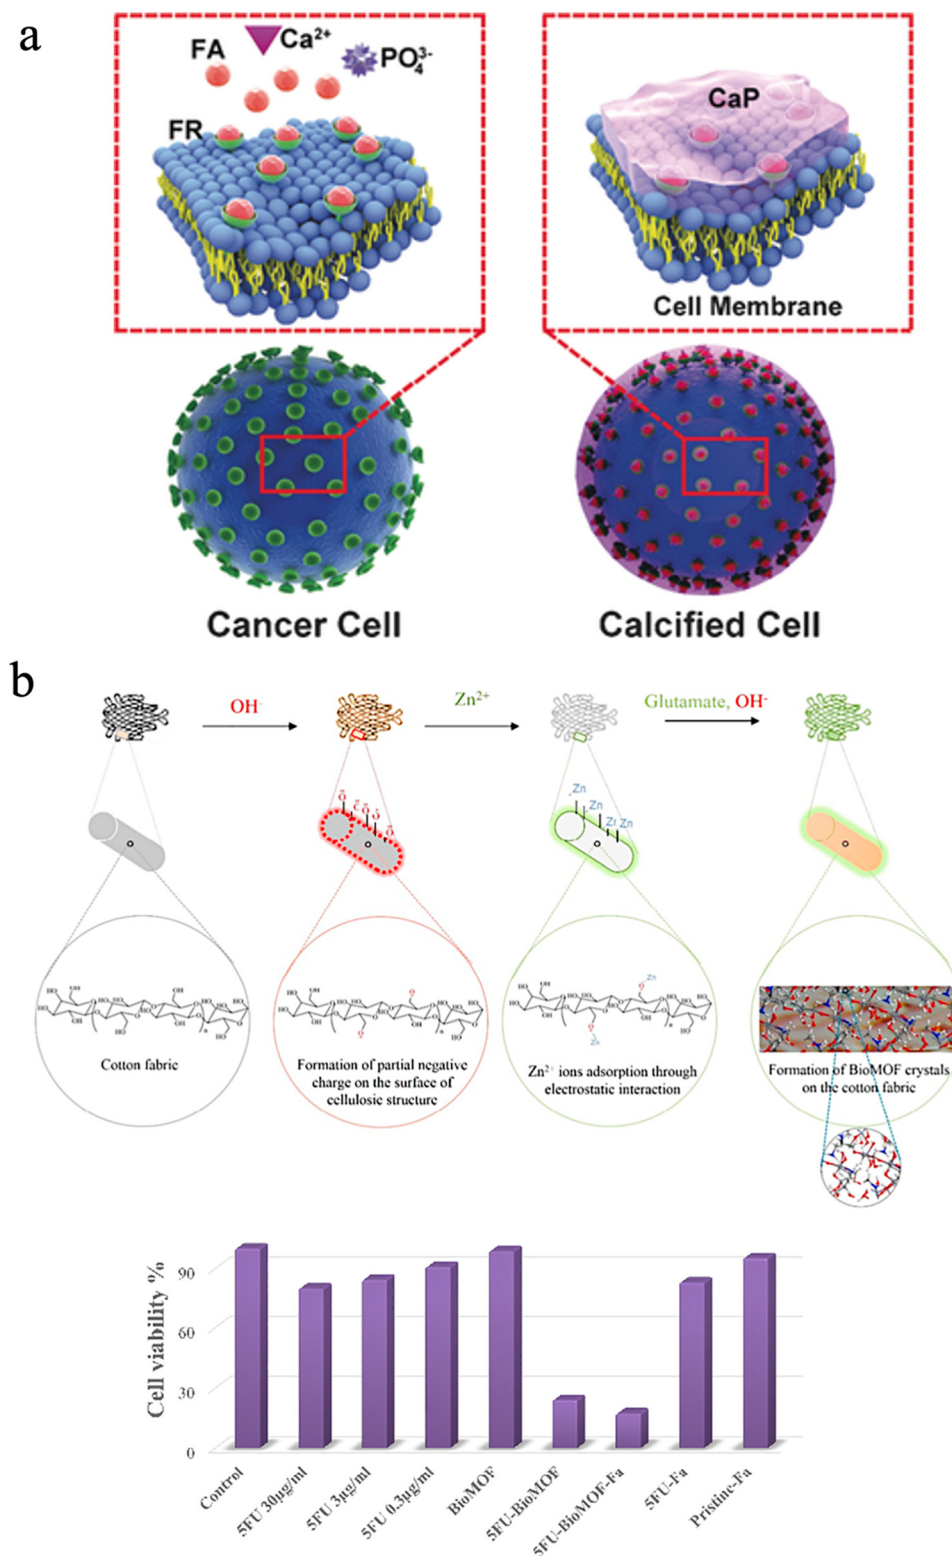 a
FA
Ca²⁺
PO₄³⁻
FR
CaP
Cell Membrane
Cancer Cell
Calcified Cell
b
OH⁻
Zn²⁺
Glutamate, OH⁻
Zn
Zn
Zn
Cotton fabric
Formation of partial negative
charge on the surface of
cellulosic structure
Zn²⁺ ions adsorption through
electrostatic interaction
Formation of BioMOF crystals
on the cotton fabric
Cell viability %
90
60
30
0
Control
5FU 30µg/ml
5FU 3µg/ml
5FU 0.3µg/ml
BioMOF
5FU-BioMOF
5FU-BioMOF-Fa
5FU-Fa
Pristine-Fa